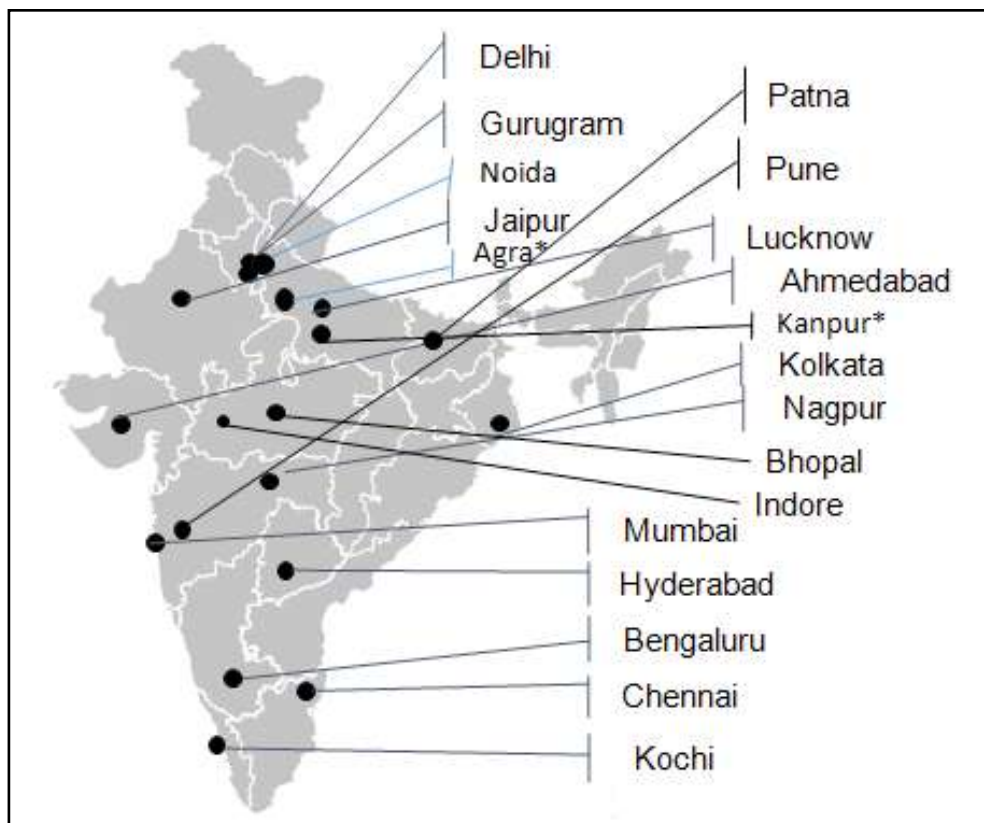 Delhi
Patna
Gurugram
Pune
Noida
Jaipur
Lucknow
Agra*
Ahmedabad
Kanpur*
Kolkata
Nagpur
Bhopal
Indore
Mumbai
Hyderabad
Bengaluru
Chennai
Kochi